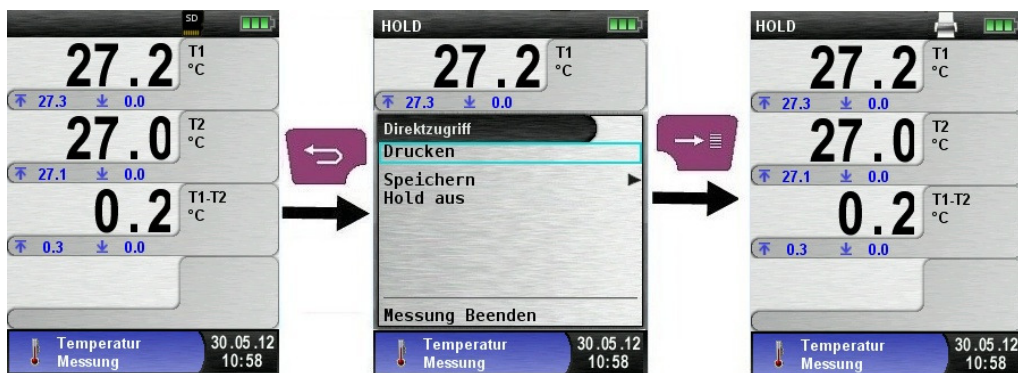 SD
27.2 T1
°C
27.3 0.0
27.0 T2
°C
27.1 0.0
0.2 T1-T2
°C
0.3 0.0
Temperatur
Messung
30.05.12
10:58
HOLD
27.2 T1
°C
27.3 0.0
Direktzugriff
Drucken
Speichern
Hold aus
Messung Beenden
Temperatur
Messung
30.05.12
10:58
HOLD
27.2 T1
°C
27.3 0.0
27.0 T2
°C
27.1 0.0
0.2 T1-T2
°C
0.3 0.0
Temperatur
Messung
30.05.12
10:58